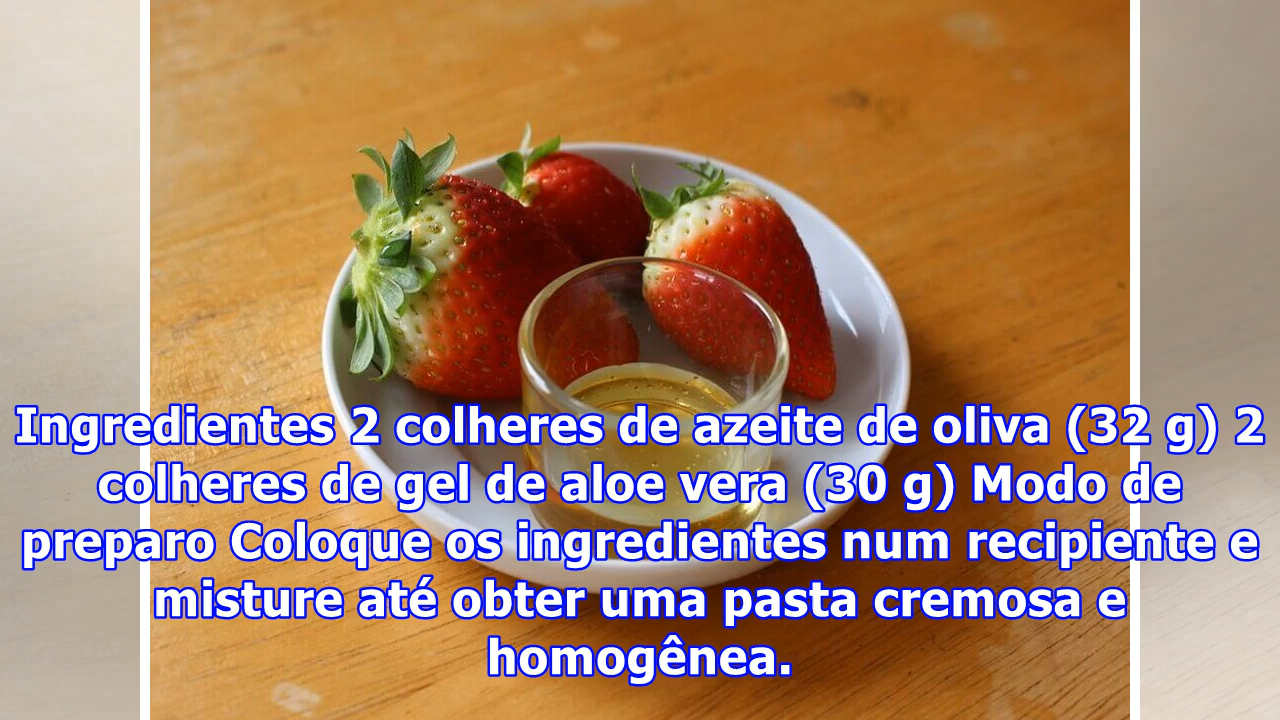 Ingredientes 2 colheres de azeite de oliva (32 g) 2
colheres de gel de aloe vera (30 g) Modo de
preparo Coloque os ingredientes num recipiente e
misture até obter uma pasta cremosa e
homogênea.